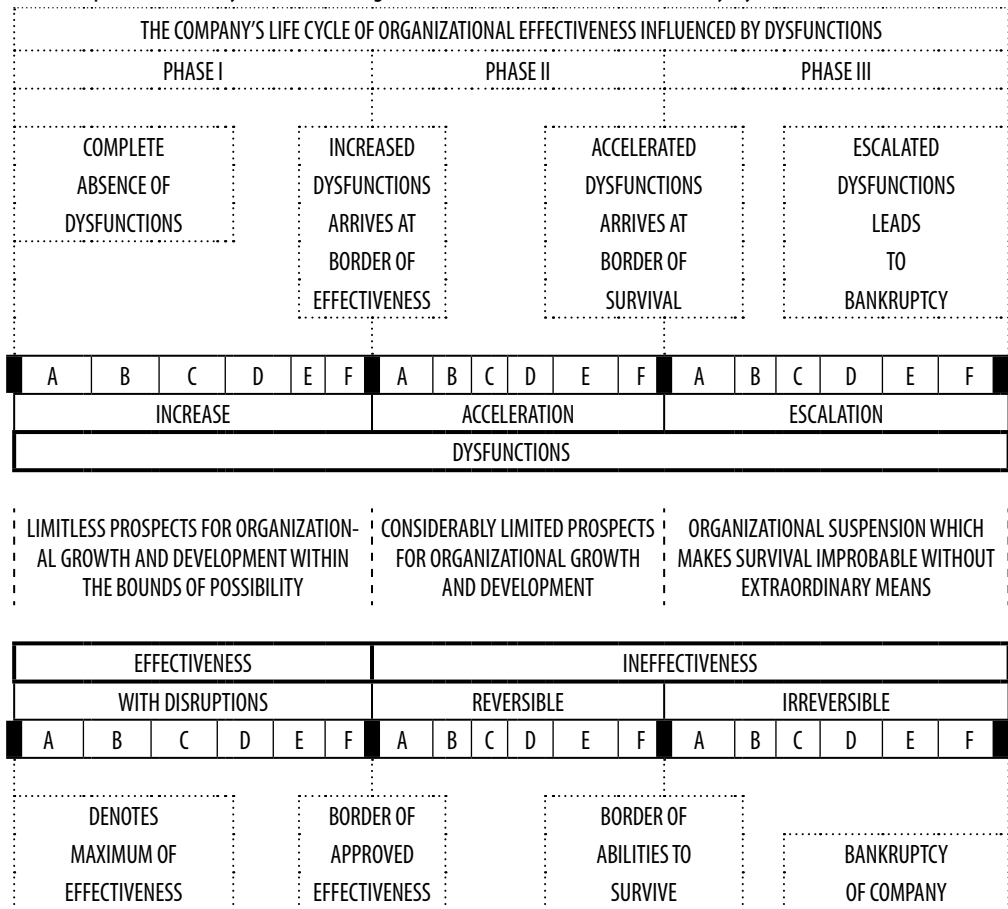 THE COMPANY'S LIFE CYCLE OF ORGANIZATIONAL EFFECTIVENESS INFLUENCED BY DYSFUNCTIONS
PHASE I PHASE II PHASE III
COMPLETE
ABSENCE OF
DYSFUNCTIONS
INCREASED
DYSFUNCTIONS
ARRIVES AT
BORDER OF
EFFECTIVENESS
ACCELERATED
DYSFUNCTIONS
ARRIVES AT
BORDER OF
SURVIVAL
ESCALATED
DYSFUNCTIONS
LEADS
TO
BANKRUPTCY
A B C D E F A B C D E F A B C D E F
INCREASE ACCELERATION ESCALATION
DYSFUNCTIONS
LIMITLESS PROSPECTS FOR ORGANIZATION-
AL GROWTH AND DEVELOPMENT WITHIN
THE BOUNDS OF POSSIBILITY
CONSIDERABLY LIMITED PROSPECTS
FOR ORGANIZATIONAL GROWTH
AND DEVELOPMENT
ORGANIZATIONAL SUSPENSION WHICH
MAKES SURVIVAL IMPROBABLE WITHOUT
EXTRAORDINARY MEANS
EFFECTIVENESS INEFFECTIVENESS
WITH DISRUPTIONS REVERSIBLE IRREVERSIBLE
A B C D E F A B C D E F A B C D E F
DENOTES
MAXIMUM OF
EFFECTIVENESS
BORDER OF
APPROVED
EFFECTIVENESS
BORDER OF
ABILITIES TO
SURVIVE
BANKRUPTCY
OF COMPANY